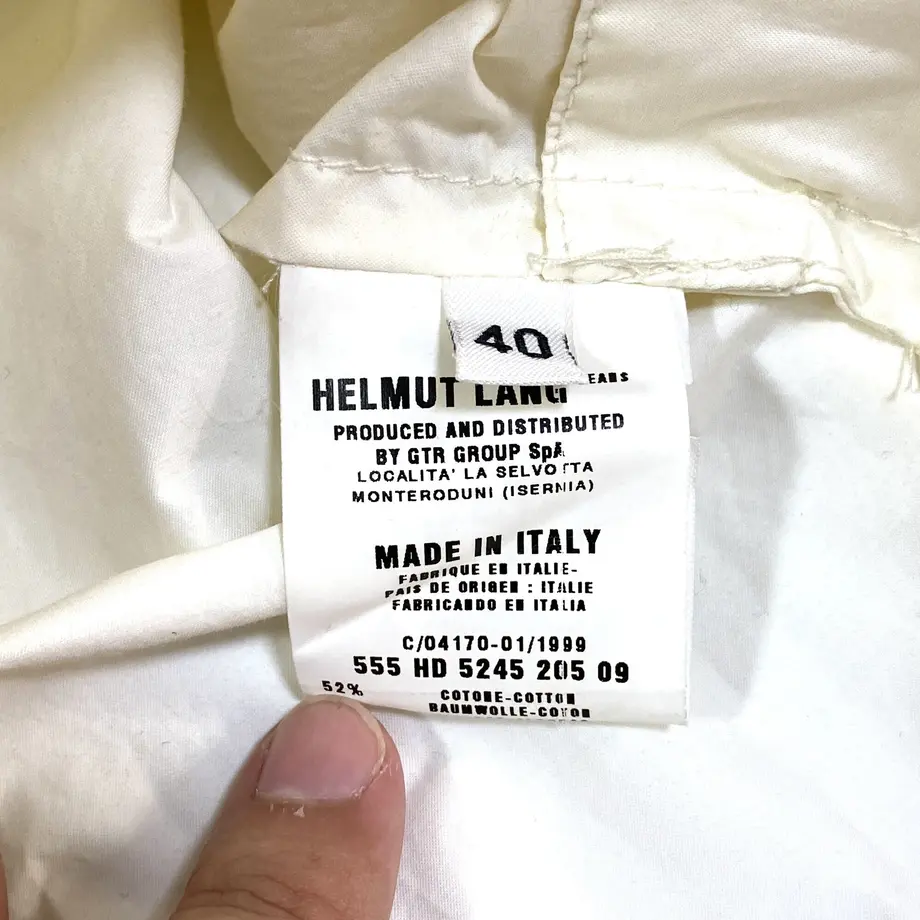 40
HELMUT LANG
EANS
PRODUCED AND DISTRIBUTED
BY GTR GROUP SpA
LOCALITA' LA SELVOTTA
MONTERODUNI (ISERNIA)
MADE IN ITALY
FABRIQUE EN ITALIE-
PAIS DE ORIGEN : ITALIE
FABRICANDO EN ITALIA
C/04170-01/1999
555 HD 5245 205 09
52% COTONE-COTTON
BAUMWOLLE-COTON